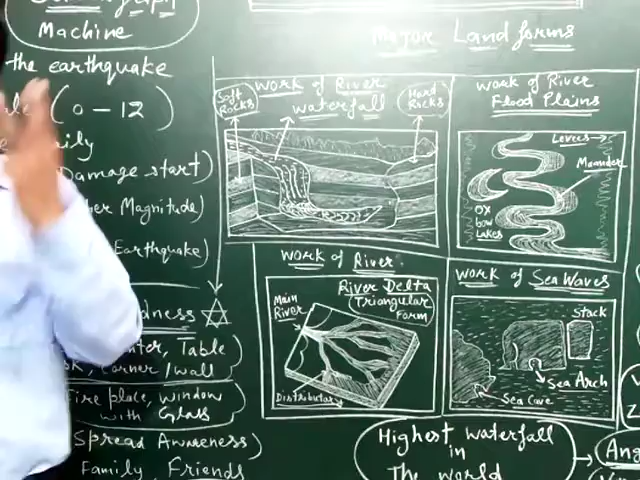 Machine
the earthquake
(0 - 12)
Damage start)
Magnitude)
Earthquake)
Table
Corner/wall
Fire place, window
with Glass
Spread Awareness
Family, Friends
Major Landforms
Work of River
waterfall
Soft
Rocks
Hard
Rocks
Work of River
Flood Plains
Levees
Meander
Ox
bow
Lakes
Work of River
River Delta
Triangular
Form
Main
River
Distributary
Work of Sea Waves
Stack
Sea Arch
Sea Cave
Highest waterfall
in
The world